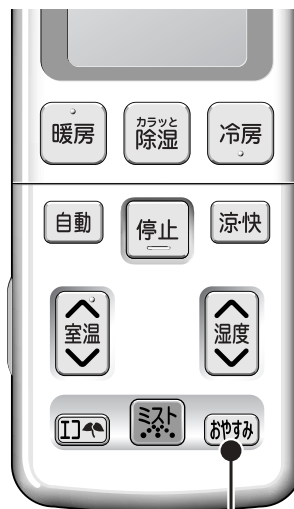 暖房
カラッと
除湿
冷房
自動
停止
涼・快
室温
湿度
エコ
ミスト
おやすみ